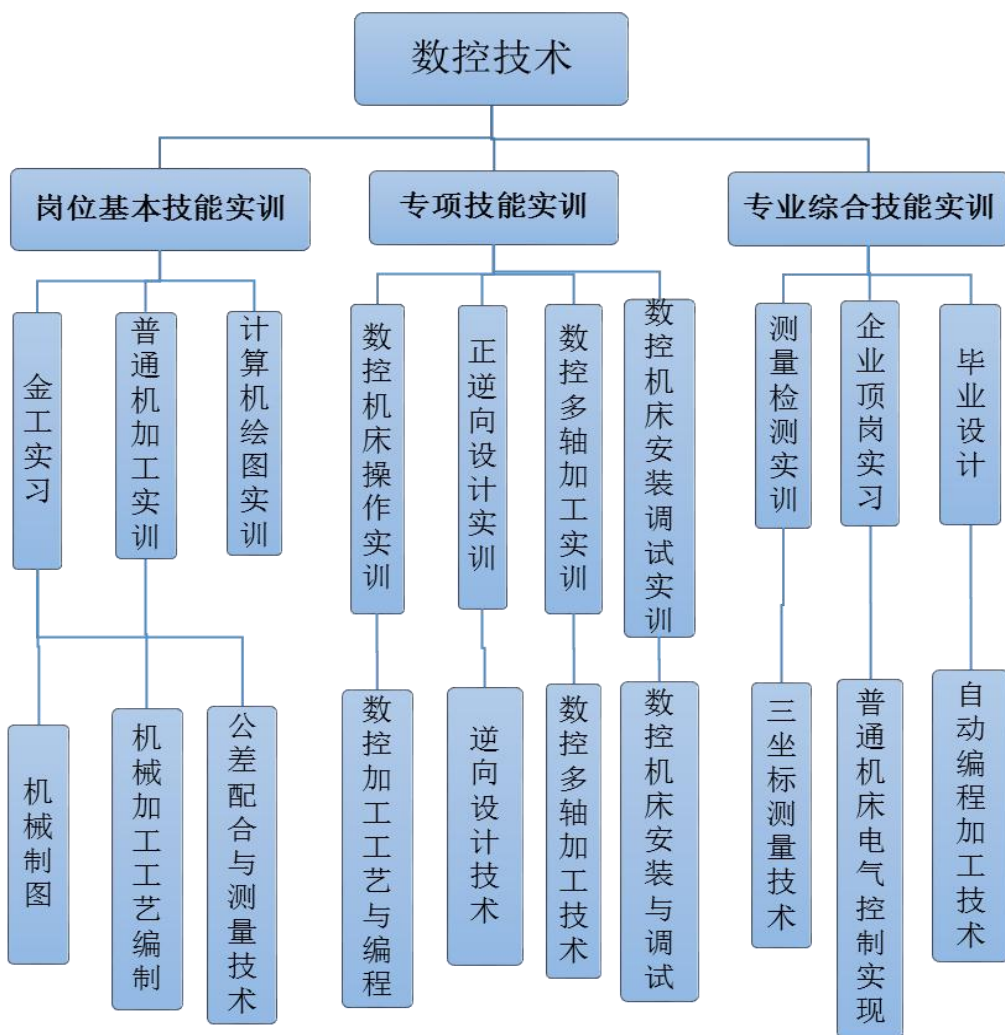 数控技术
岗位基本技能实训
专项技能实训
专业综合技能实训
金工实习
普通机加工实训
计算机绘图实训
数控机床操作实训
正逆向设计实训
数控多轴加工实训
数控机床安装调试实训
测量检测实训
企业顶岗实习
毕业设计
机械制图
机械加工工艺编制
公差配合与测量技术
数控加工工艺与编程
逆向设计技术
数控多轴加工技术
数控机床安装与调试
三坐标测量技术
普通机床电气控制实现
自动编程加工技术